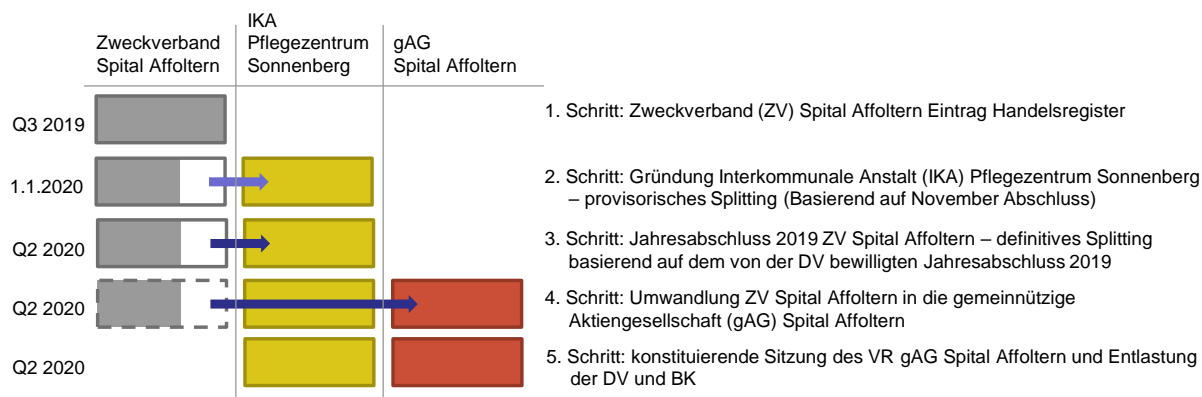 Zweckverband
Spital Affoltern
IKA
Pflegezentrum
Sonnenberg
gAG
Spital Affoltern
Q3 2019
1. Schritt: Zweckverband (ZV) Spital Affoltern Eintrag Handelsregister
1.1.2020
2. Schritt: Gründung Interkommunale Anstalt (IKA) Pflegezentrum Sonnenberg
– provisorisches Splitting (Basierend auf November Abschluss)
Q2 2020
3. Schritt: Jahresabschluss 2019 ZV Spital Affoltern – definitives Splitting
basierend auf dem von der DV bewilligten Jahresabschluss 2019
Q2 2020
4. Schritt: Umwandlung ZV Spital Affoltern in die gemeinnützige
Aktiengesellschaft (gAG) Spital Affoltern
Q2 2020
5. Schritt: konstituierende Sitzung des VR gAG Spital Affoltern und Entlastung
der DV und BK